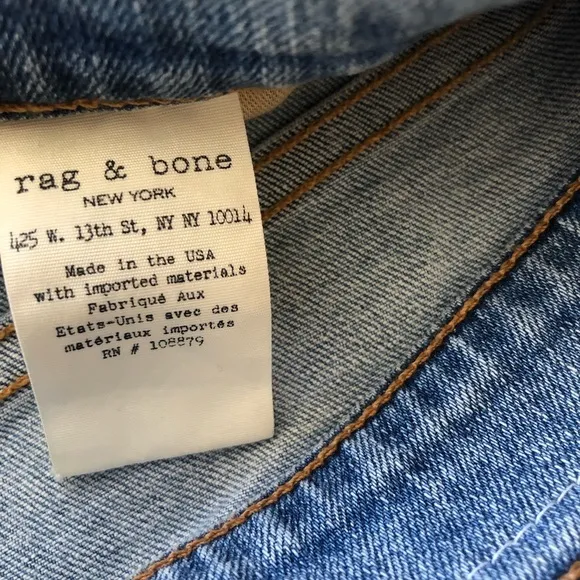 rag & bone
NEW YORK
425 W. 13th St, NY NY 10014
Made in the USA
with imported materials
Fabriqué Aux
Etats-Unis avec des
matériaux importés
RN # 108879